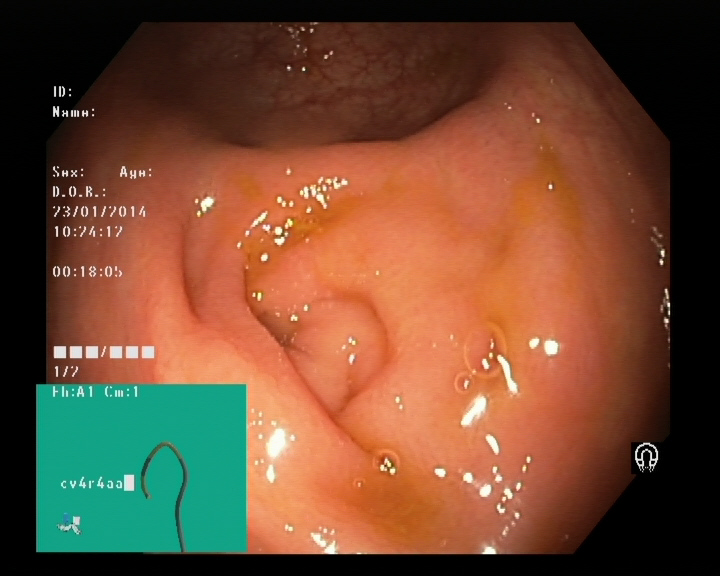 ID:
Name:
Sex: Age:
D.O.B.:
23/01/2014
10:24:12
00:18:05
■■■/■■■
1/2
Eh:A1 Cm:1
cv4r4aa